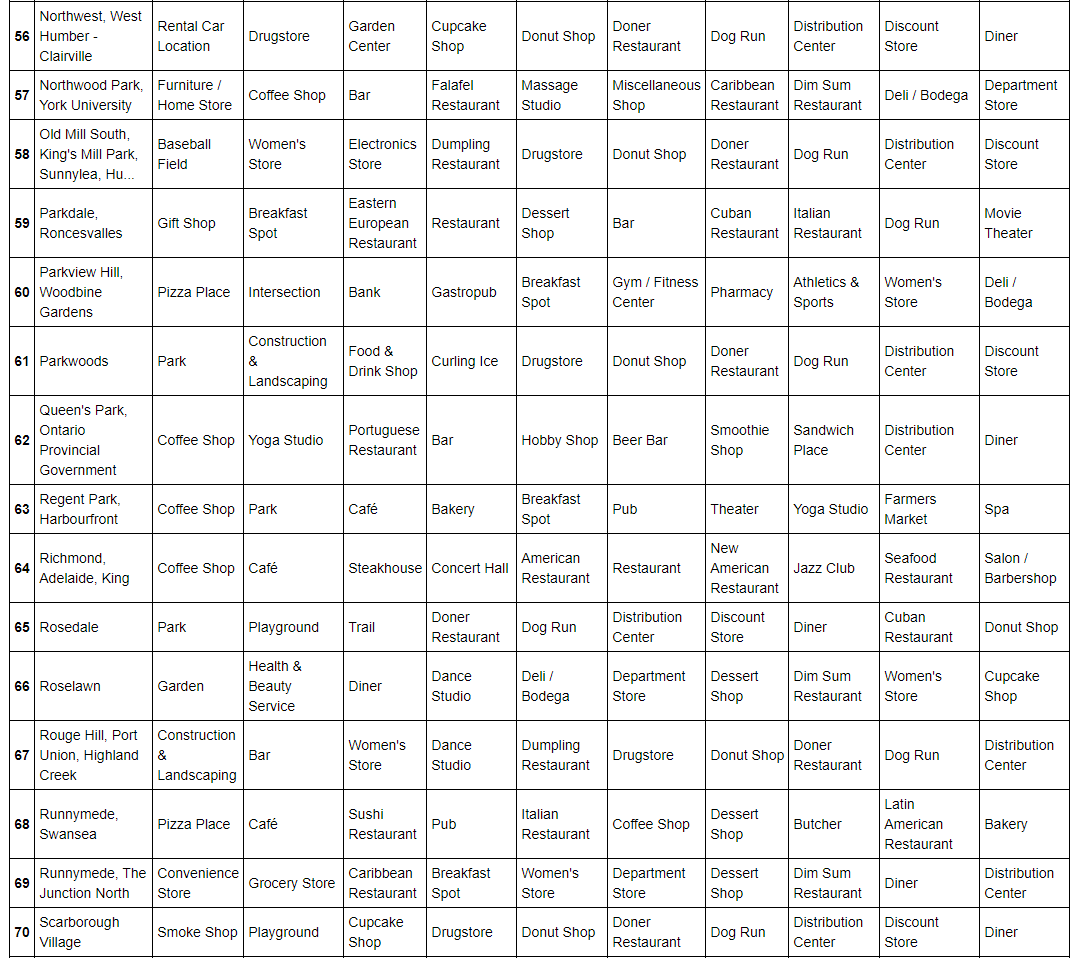 56 Northwest, West Humber - Clairville Rental Car Location Drugstore Garden Center Cupcake Shop Donut Shop Doner Restaurant Dog Run Distribution Center Discount Store Diner
57 Northwood Park, York University Furniture / Home Store Coffee Shop Bar Falafel Restaurant Massage Studio Miscellaneous Shop Caribbean Restaurant Dim Sum Restaurant Deli / Bodega Department Store
58 Old Mill South, King's Mill Park, Sunnylea, Hu... Baseball Field Women's Store Electronics Store Dumpling Restaurant Drugstore Donut Shop Doner Restaurant Dog Run Distribution Center Discount Store
59 Parkdale, Roncesvalles Gift Shop Breakfast Spot Eastern European Restaurant Restaurant Dessert Shop Bar Cuban Restaurant Italian Restaurant Dog Run Movie Theater
60 Parkview Hill, Woodbine Gardens Pizza Place Intersection Bank Gastropub Breakfast Spot Gym / Fitness Center Pharmacy Athletics & Sports Women's Store Deli / Bodega
61 Parkwoods Park Construction & Landscaping Food & Drink Shop Curling Ice Drugstore Donut Shop Doner Restaurant Dog Run Distribution Center Discount Store
62 Queen's Park, Ontario Provincial Government Coffee Shop Yoga Studio Portuguese Restaurant Bar Hobby Shop Beer Bar Smoothie Shop Sandwich Place Distribution Center Diner
63 Regent Park, Harbourfront Coffee Shop Park Café Bakery Breakfast Spot Pub Theater Yoga Studio Farmers Market Spa
64 Richmond, Adelaide, King Coffee Shop Café Steakhouse Concert Hall American Restaurant Restaurant New American Restaurant Jazz Club Seafood Restaurant Salon / Barbershop
65 Rosedale Park Playground Trail Doner Restaurant Dog Run Distribution Center Discount Store Diner Cuban Restaurant Donut Shop
66 Roselawn Garden Health & Beauty Service Diner Dance Studio Deli / Bodega Department Store Dessert Shop Dim Sum Restaurant Women's Store Cupcake Shop
67 Rouge Hill, Port Union, Highland Creek Construction & Landscaping Bar Women's Store Dance Studio Dumpling Restaurant Drugstore Donut Shop Doner Restaurant Dog Run Distribution Center
68 Runnymede, Swansea Pizza Place Café Sushi Restaurant Pub Italian Restaurant Coffee Shop Dessert Shop Butcher Latin American Restaurant Bakery
69 Runnymede, The Junction North Convenience Store Grocery Store Caribbean Restaurant Breakfast Spot Women's Store Department Store Dessert Shop Dim Sum Restaurant Diner Distribution Center
70 Scarborough Village Smoke Shop Playground Cupcake Shop Drugstore Donut Shop Doner Restaurant Dog Run Distribution Center Discount Store Diner